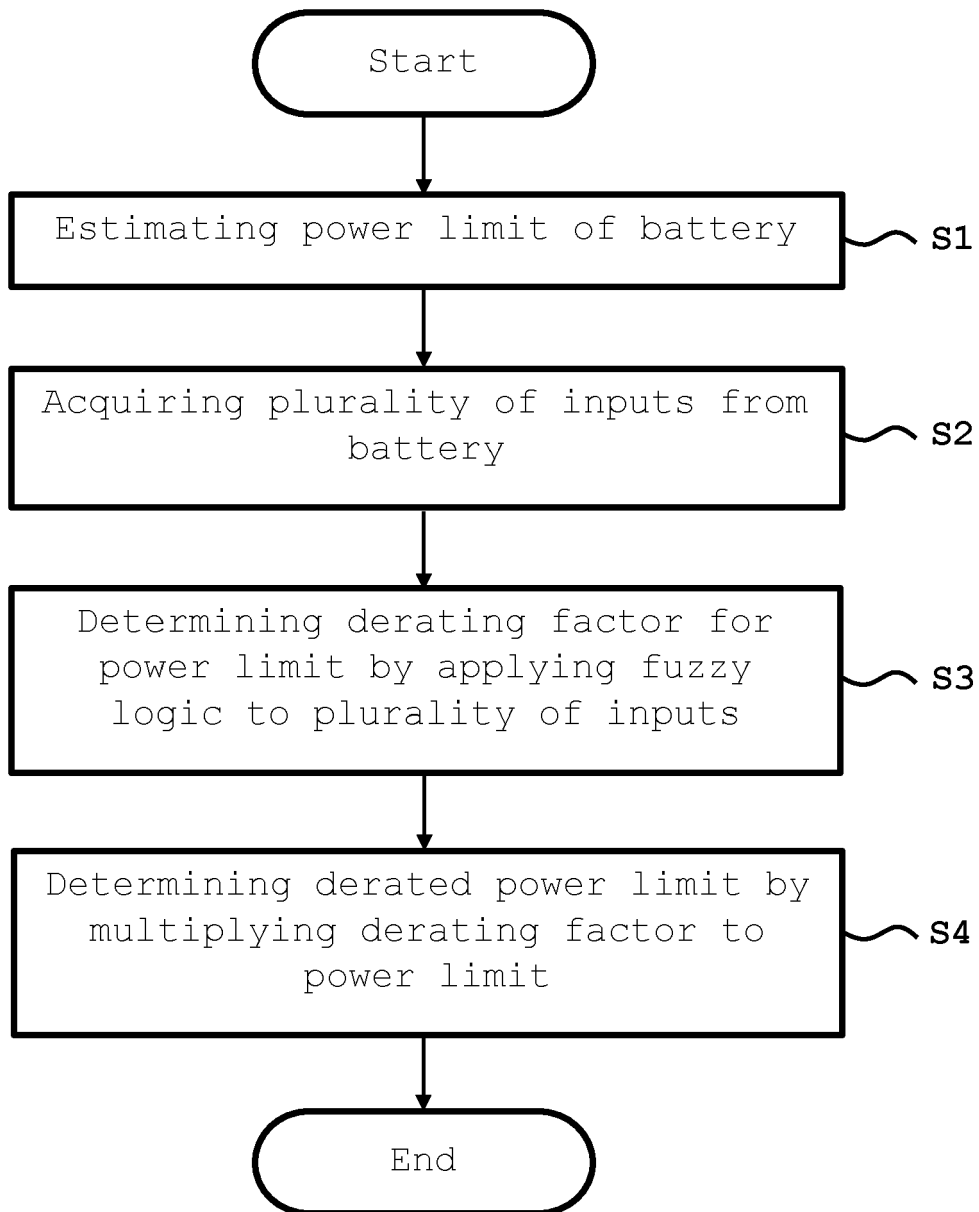 Start
Estimating power limit of battery
S1
Acquiring plurality of inputs from
battery
S2
Determining derating factor for
power limit by applying fuzzy
logic to plurality of inputs
S3
Determining derated power limit by
multiplying derating factor to
power limit
S4
End